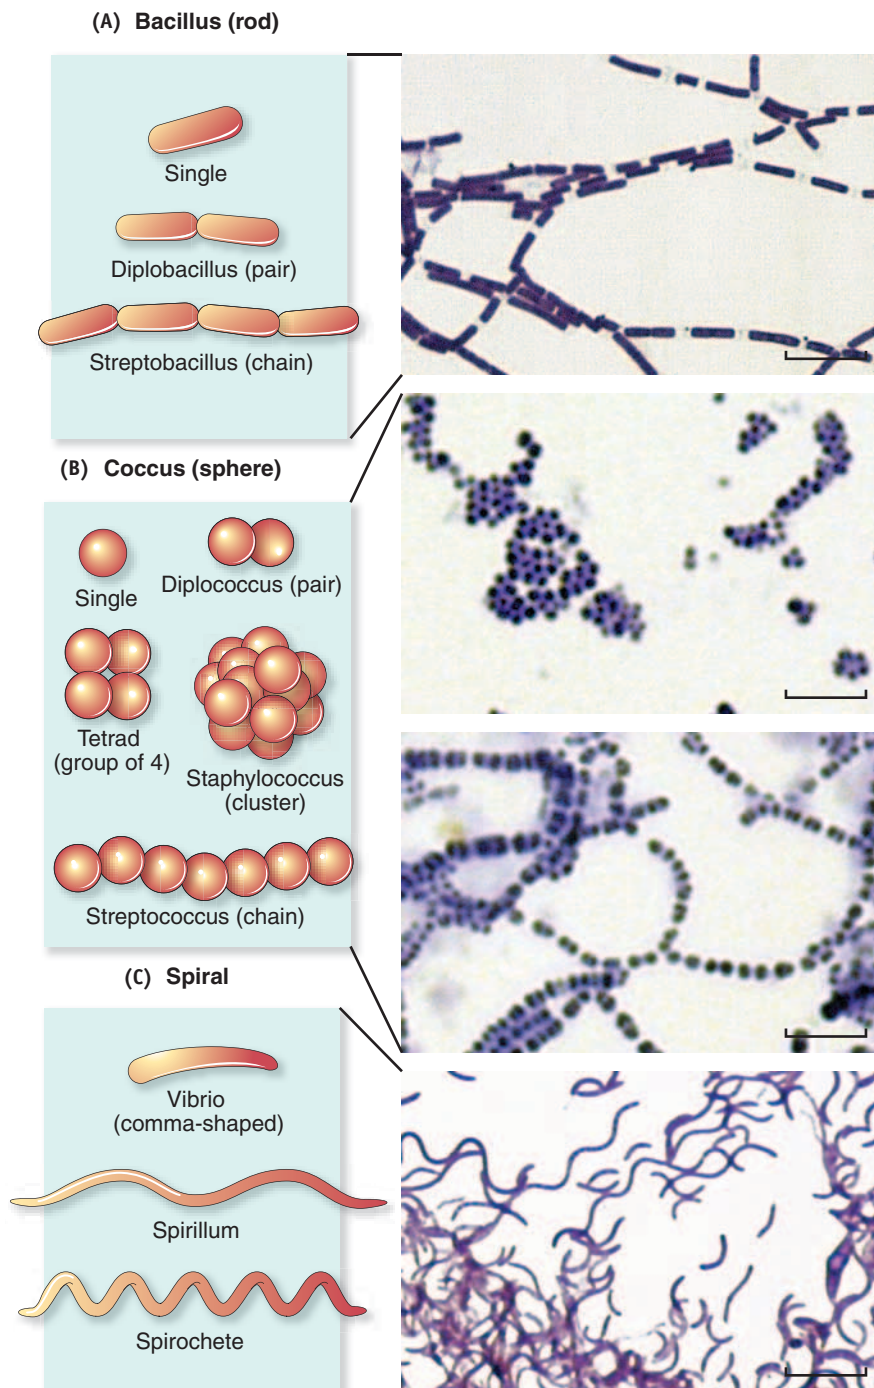 (A) Bacillus (rod)
Single
Diplobacillus (pair)
Streptobacillus (chain)
(B) Coccus (sphere)
Single
Diplococcus (pair)
Tetrad
(group of 4)
Staphylococcus
(cluster)
Streptococcus (chain)
(C) Spiral
Vibrio
(comma-shaped)
Spirillum
Spirochete